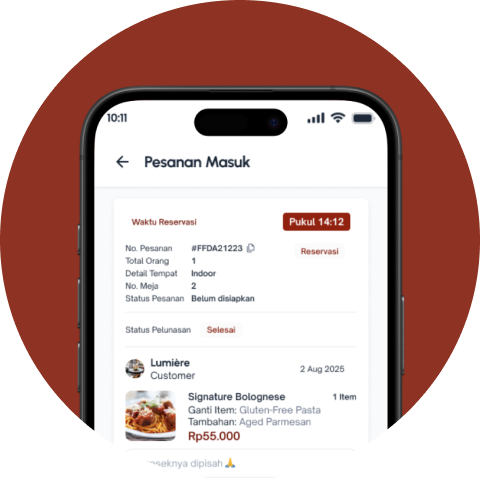 10:11
Pesanan Masuk
Waktu Reservasi Pukul 14:12
No. Pesanan #FFDA21223 Reservasi
Total Orang 1
Detail Tempat Indoor
No. Meja 2
Status Pesanan Belum disiapkan
Status Pelunasan Selesai
Lumière
Customer 2 Aug 2025
Signature Bolognese 1 Item
Ganti Item: Gluten-Free Pasta
Tambahan: Aged Parmesan
Rp55.000
dipisah🙏